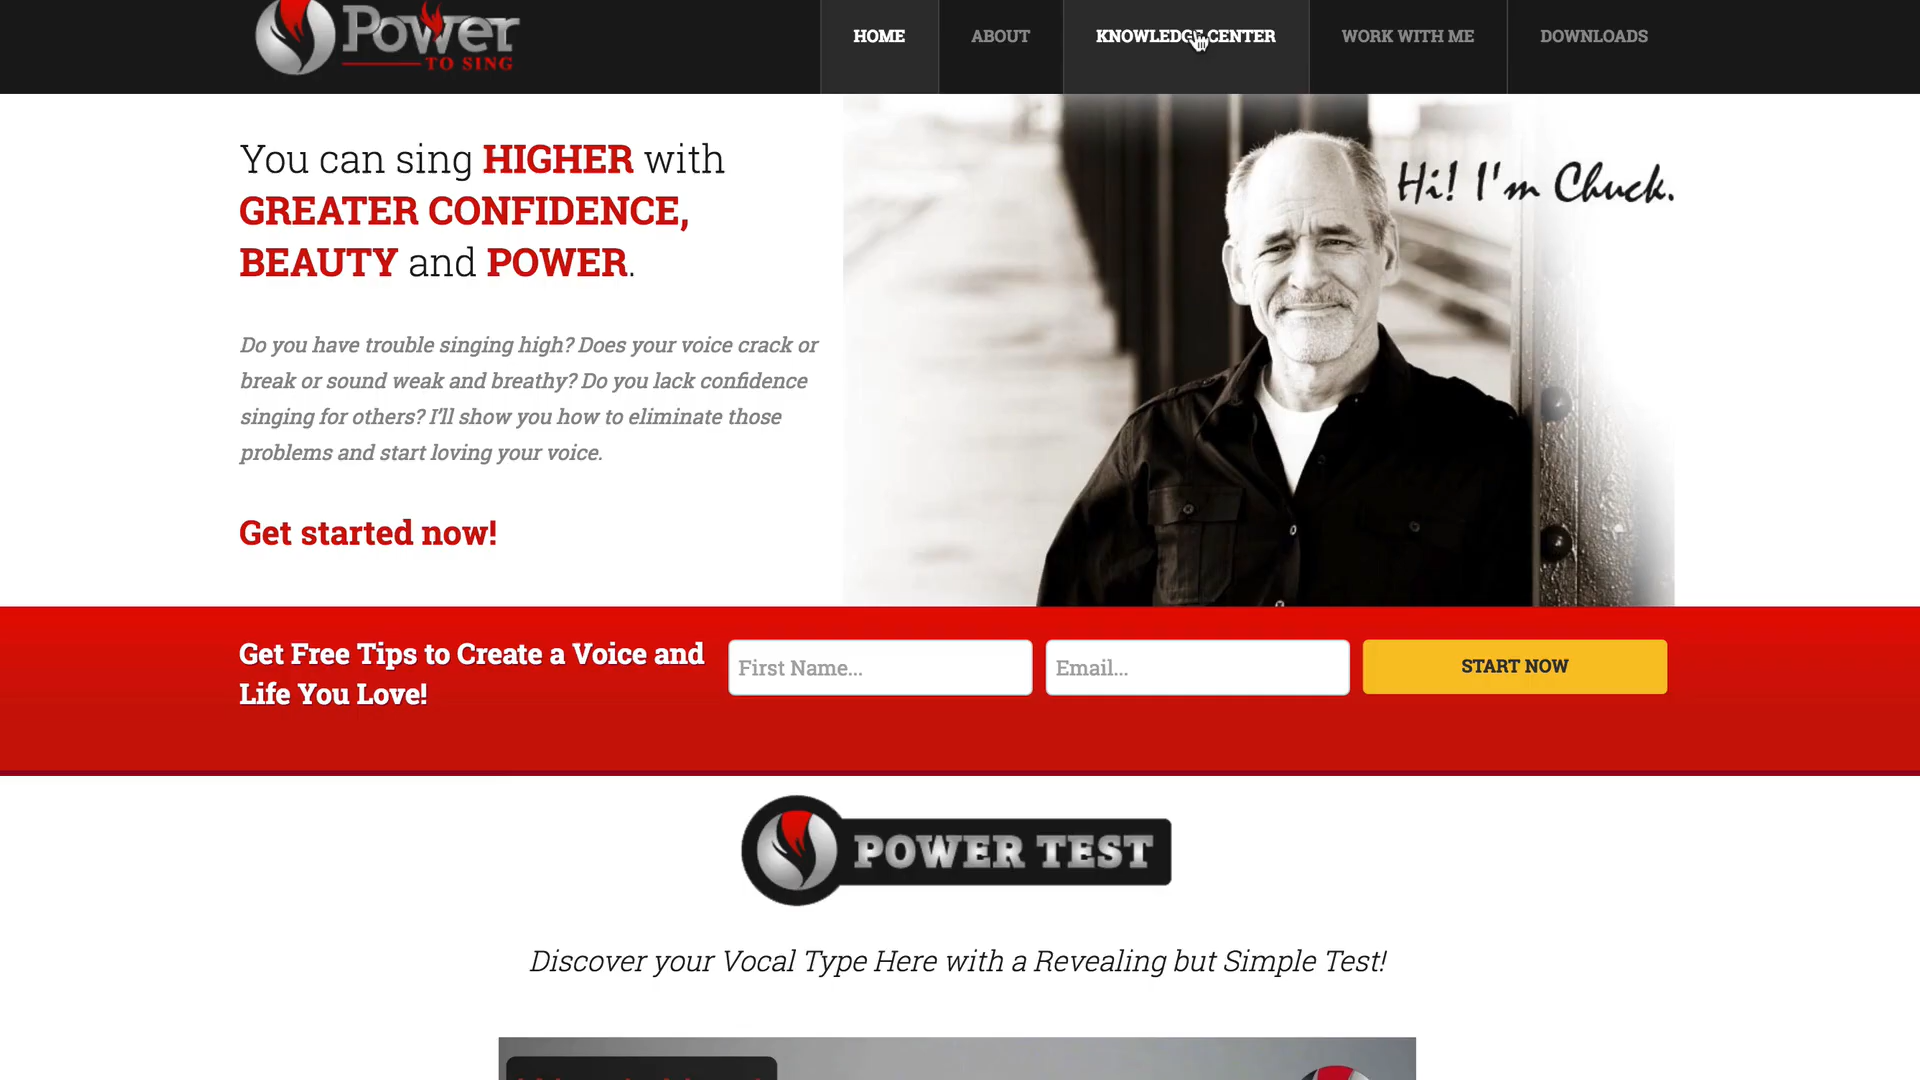 Power
TO SING
HOME
ABOUT
KNOWLEDGE CENTER
WORK WITH ME
DOWNLOADS
You can sing HIGHER with
GREATER CONFIDENCE,
BEAUTY and POWER.
Hi! I'm Chuck.
Do you have trouble singing high? Does your voice crack or
break or sound weak and breathy? Do you lack confidence
singing for others? I'll show you how to eliminate those
problems and start loving your voice.
Get started now!
Get Free Tips to Create a Voice and
Life You Love!
First Name...
Email...
START NOW
POWER TEST
Discover your Vocal Type Here with a Revealing but Simple Test!